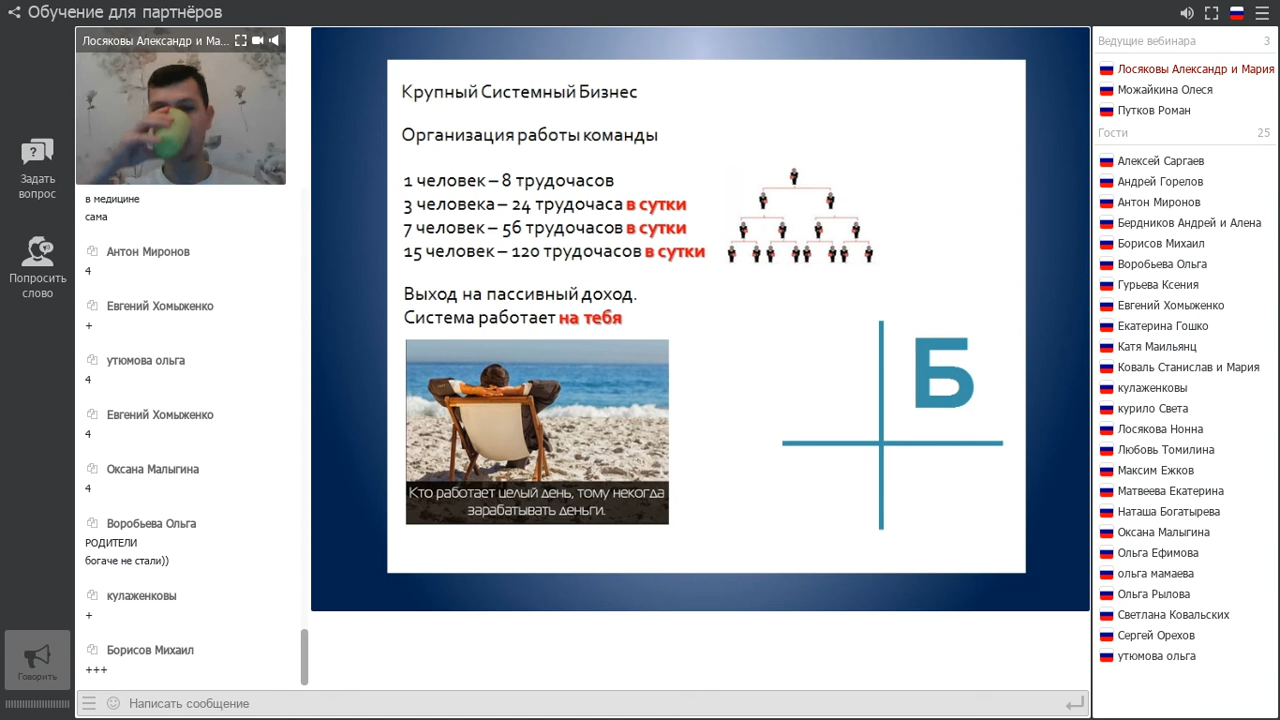 Обучение для партнёров
Лосяковы Александр и Ма...
Задать
вопрос
Попросить
слово
Говорить
в медицине
сама
Антон Миронов
4
Евгений Хомыженко
+
утюмова ольга
4
Евгений Хомыженко
4
Оксана Малыгина
4
Воробьева Ольга
РОДИТЕЛИ
богаче не стали))
кулаженковы
+
Борисов Михаил
+++
Написать сообщение
Крупный Системный Бизнес
Организация работы команды
1 человек – 8 трудочасов
3 человека – 24 трудочаса в сутки
7 человек – 56 трудочасов в сутки
15 человек – 120 трудочасов в сутки
Выход на пассивный доход.
Система работает на тебя
Кто работает целый день, тому некогда
зарабатывать деньги.
Б
Ведущие вебинара 3
Лосяковы Александр и Мария
Можайкина Олеся
Путков Роман
Гости 25
Алексей Саргаев
Андрей Горелов
Антон Миронов
Бердников Андрей и Алена
Борисов Михаил
Воробьева Ольга
Гурьева Ксения
Евгений Хомыженко
Екатерина Гошко
Катя Маильянц
Коваль Станислав и Мария
кулаженковы
курило Света
Лосякова Нонна
Любовь Томилина
Максим Ежков
Матвеева Екатерина
Наташа Богатырева
Оксана Малыгина
Ольга Ефимова
ольга мамаева
Ольга Рылова
Светлана Ковальских
Сергей Орехов
утюмова ольга